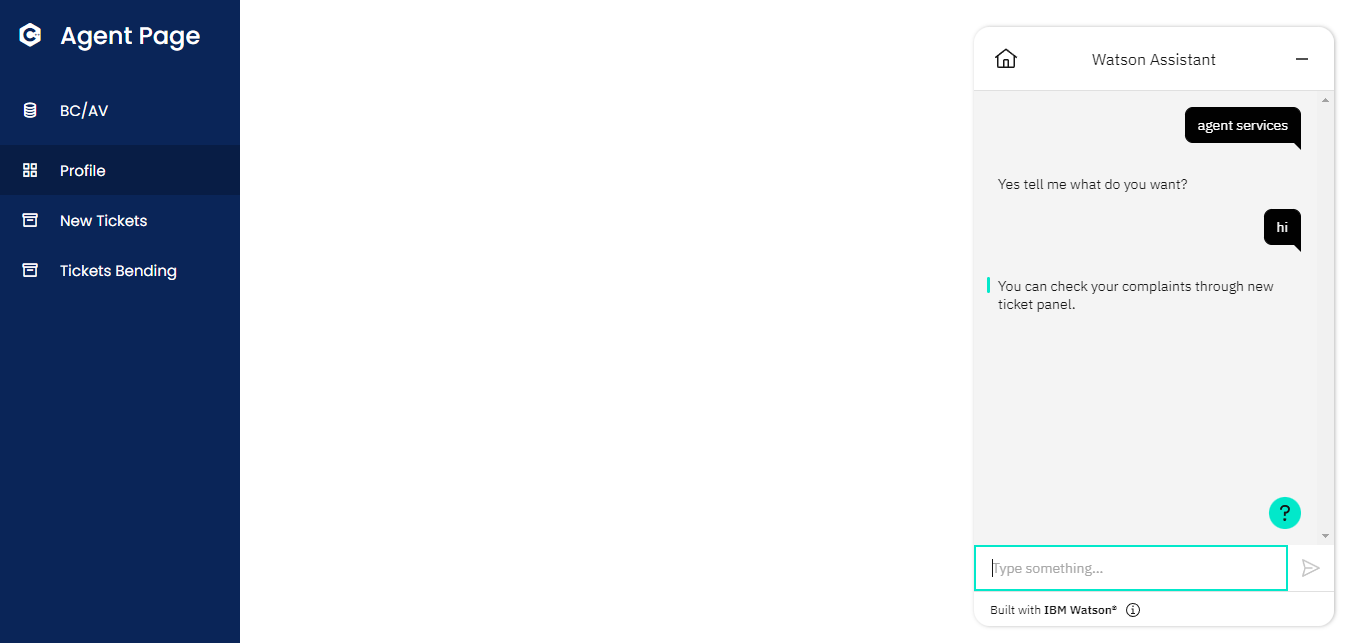 Agent Page
BC/AV
Profile
New Tickets
Tickets Bending
Watson Assistant
agent services
Yes tell me what do you want?
hi
You can check your complaints through new
ticket panel.
?
Type something...
Built with IBM Watson®